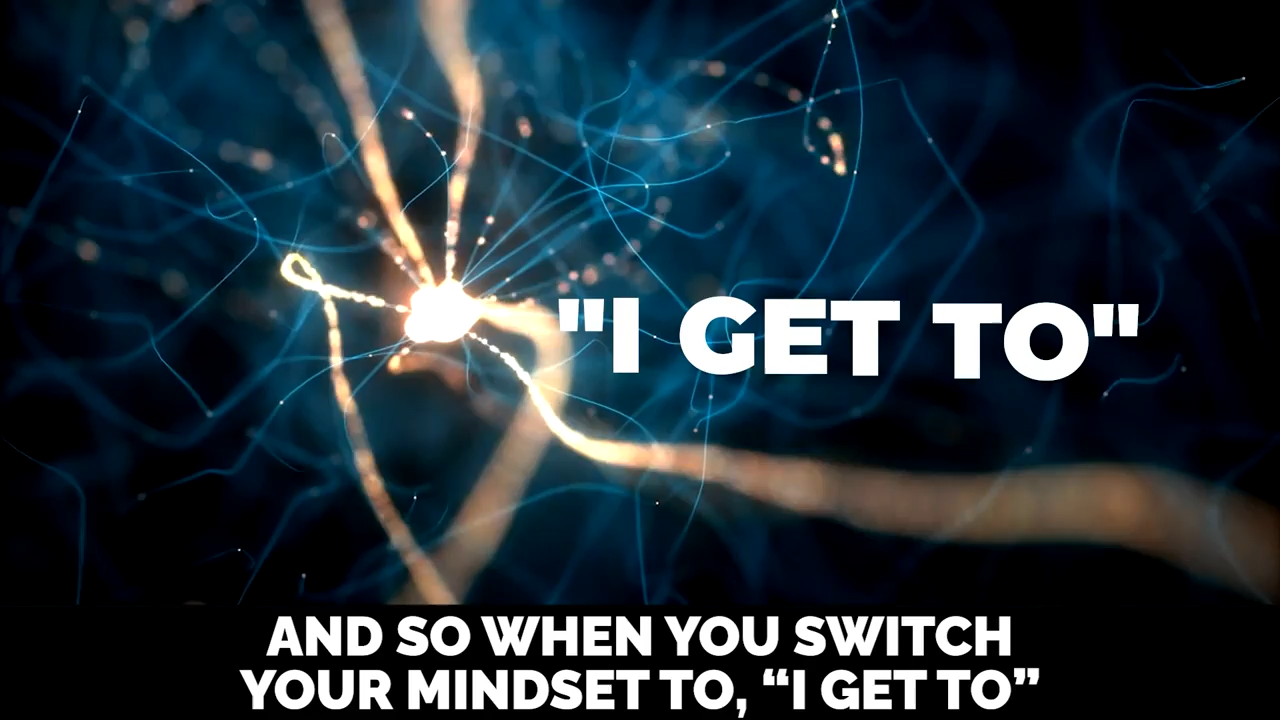 "I GET TO"
AND SO WHEN YOU SWITCH
YOUR MINDSET TO, “I GET TO”